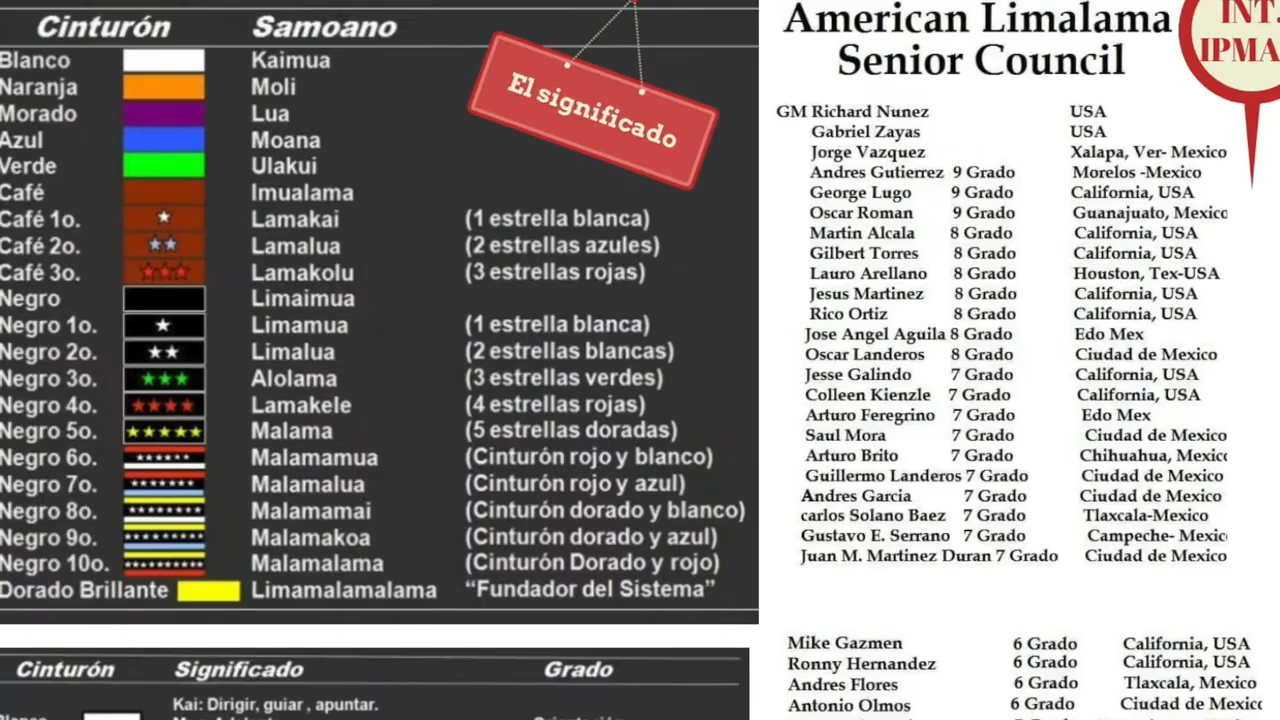 Cinturón Samoano
Blanco Kaimua
Naranja Moli
Morado Lua
Azul Moana
Verde Ulakui
Café Imualama
Café 1o. Lamakai (1 estrella blanca)
Café 2o. Lamalua (2 estrellas azules)
Café 3o. Lamakolu (3 estrellas rojas)
Negro Limaimua
Negro 1o. Limamua (1 estrella blanca)
Negro 2o. Limalua (2 estrellas blancas)
Negro 3o. Alolama (3 estrellas verdes)
Negro 4o. Lamakele (4 estrellas rojas)
Negro 5o. Malama (5 estrellas doradas)
Negro 6o. Malamamua (Cinturón rojo y blanco)
Negro 7o. Malamalua (Cinturón rojo y azul)
Negro 8o. Malamamai (Cinturón dorado y blanco)
Negro 9o. Malamakoa (Cinturón dorado y azul)
Negro 10o. Malamalama (Cinturón Dorado y rojo)
Dorado Brillante Limamalamalama “Fundador del Sistema”
El significado
Cinturón Significado Grado
Kai: Dirigir, guiar , apuntar.
American Limalama
Senior Council
INT.
IPMA
GM Richard Nunez USA
Gabriel Zayas USA
Jorge Vazquez Xalapa, Ver- Mexico
Andres Gutierrez 9 Grado Morelos -Mexico
George Lugo 9 Grado California, USA
Oscar Roman 9 Grado Guanajuato, Mexico
Martin Alcala 8 Grado California, USA
Gilbert Torres 8 Grado California, USA
Lauro Arellano 8 Grado Houston, Tex-USA
Jesus Martinez 8 Grado California, USA
Rico Ortiz 8 Grado California, USA
Jose Angel Aguila 8 Grado Edo Mex
Oscar Landeros 8 Grado Ciudad de Mexico
Jesse Galindo 7 Grado California, USA
Colleen Kienzle 7 Grado California, USA
Arturo Feregrino 7 Grado Edo Mex
Saul Mora 7 Grado Ciudad de Mexico
Arturo Brito 7 Grado Chihuahua, Mexic
Guillermo Landeros 7 Grado Ciudad de Mexico
Andres Garcia 7 Grado Ciudad de Mexico
carlos Solano Baez 7 Grado Tlaxcala-Mexico
Gustavo E. Serrano 7 Grado Campeche- Mexic
Juan M. Martinez Duran 7 Grado Ciudad de Mexico
Mike Gazmen 6 Grado California, USA
Ronny Hernandez 6 Grado California, USA
Andres Flores 6 Grado Tlaxcala, Mexico
Antonio Olmos 6 Grado Ciudad de Mexic